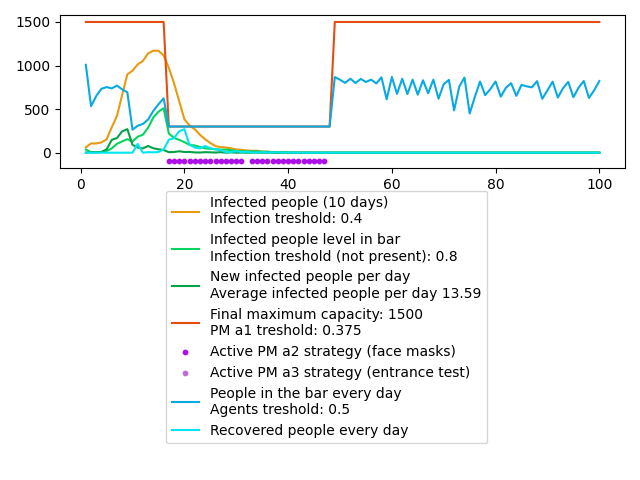 1500
1000
500
0
0 20 40 60 80 100
Infected people (10 days)
Infection treshold: 0.4
Infected people level in bar
Infection treshold (not present): 0.8
New infected people per day
Average infected people per day 13.59
Final maximum capacity: 1500
PM a1 treshold: 0.375
Active PM a2 strategy (face masks)
Active PM a3 strategy (entrance test)
People in the bar every day
Agents treshold: 0.5
Recovered people every day